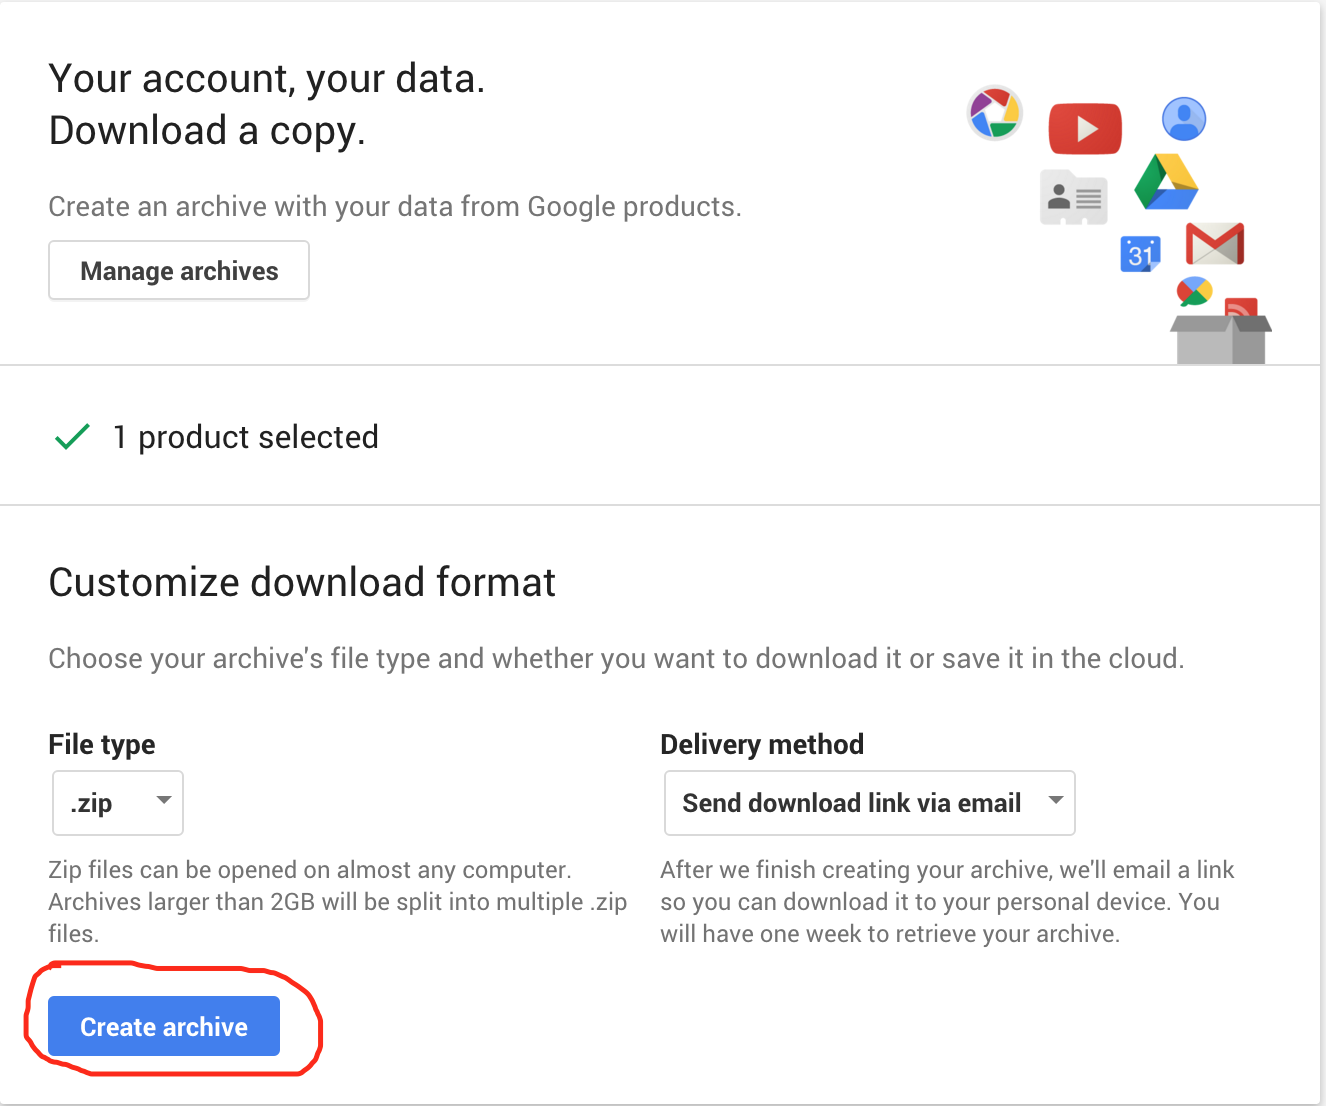 Your account, your data.
Download a copy.
Create an archive with your data from Google products.
Manage archives
31
1 product selected
Customize download format
Choose your archive's file type and whether you want to download it or save it in the cloud.
File type
.zip
Zip files can be opened on almost any computer.
Archives larger than 2GB will be split into multiple .zip
files.
Delivery method
Send download link via email
After we finish creating your archive, we'll email a link
so you can download it to your personal device. You
will have one week to retrieve your archive.
Create archive